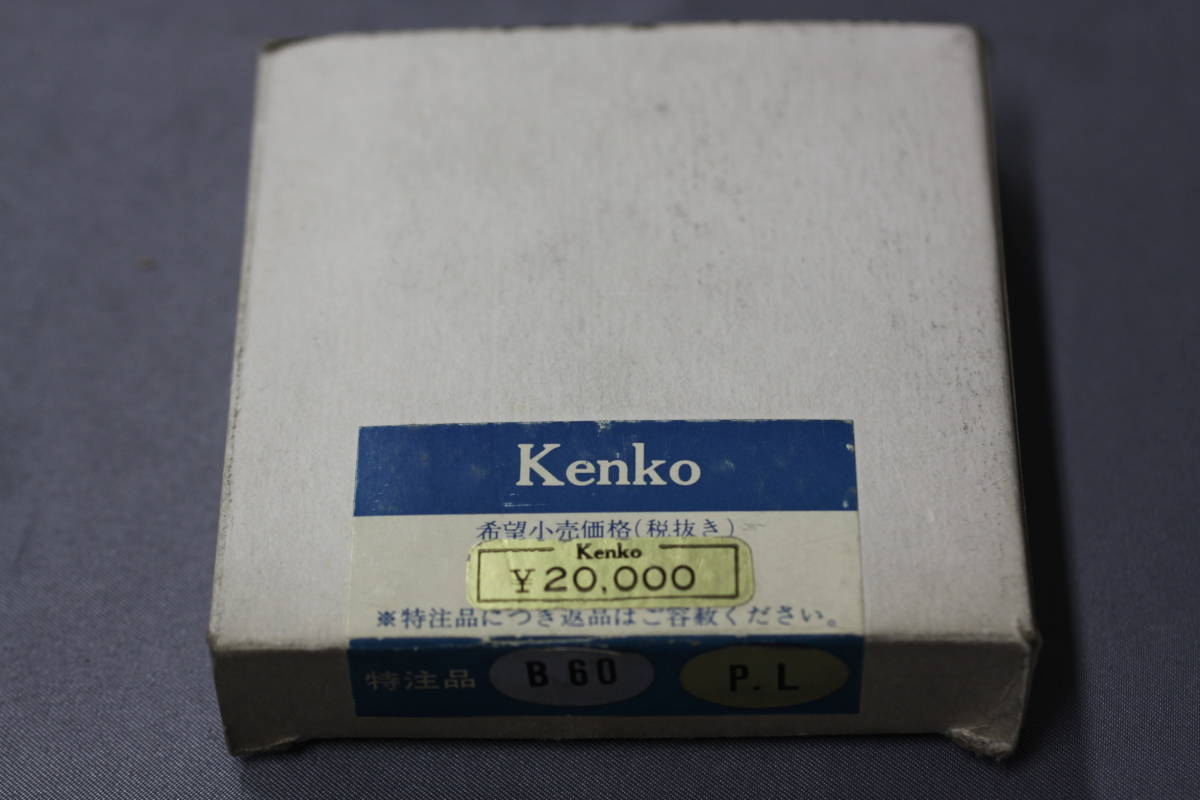 Kenko
希望小売価格(税抜き)
Kenko
¥20,000
※特注品につき返品はご容赦ください。
特注品 B 60 P.L